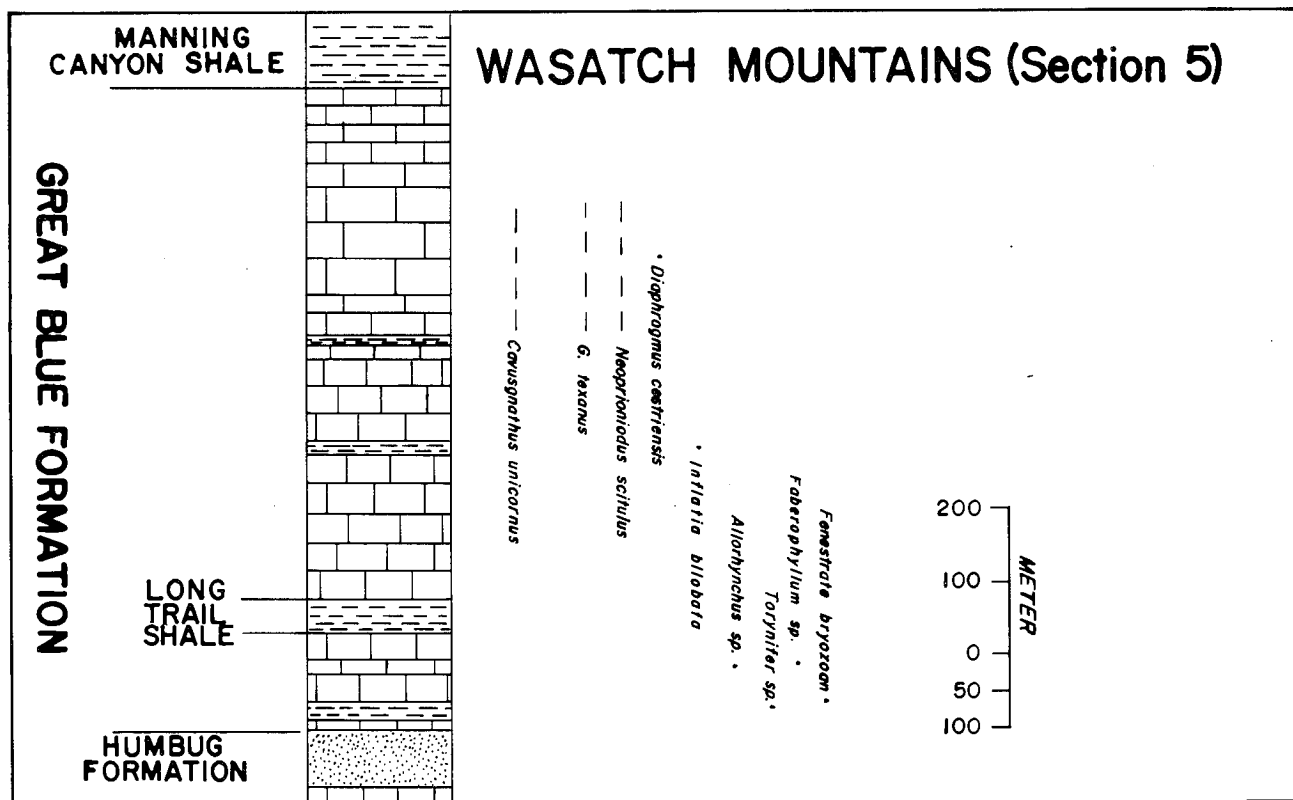 MANNING
CANYON SHALE
WASATCH MOUNTAINS (Section 5)
GREAT BLUE FORMATION
Cavusgnathus unicornus
G. texanus
Neoprioniodus scitulus
Diaphragmus cestriensis
Inflatia bilobata
Allorhynchus sp.
Torynifer sp.
Faberophyllum sp.
Fenestrate bryozoan
200
100
0
50
100
METER
LONG
TRAIL
SHALE
HUMBUG
FORMATION